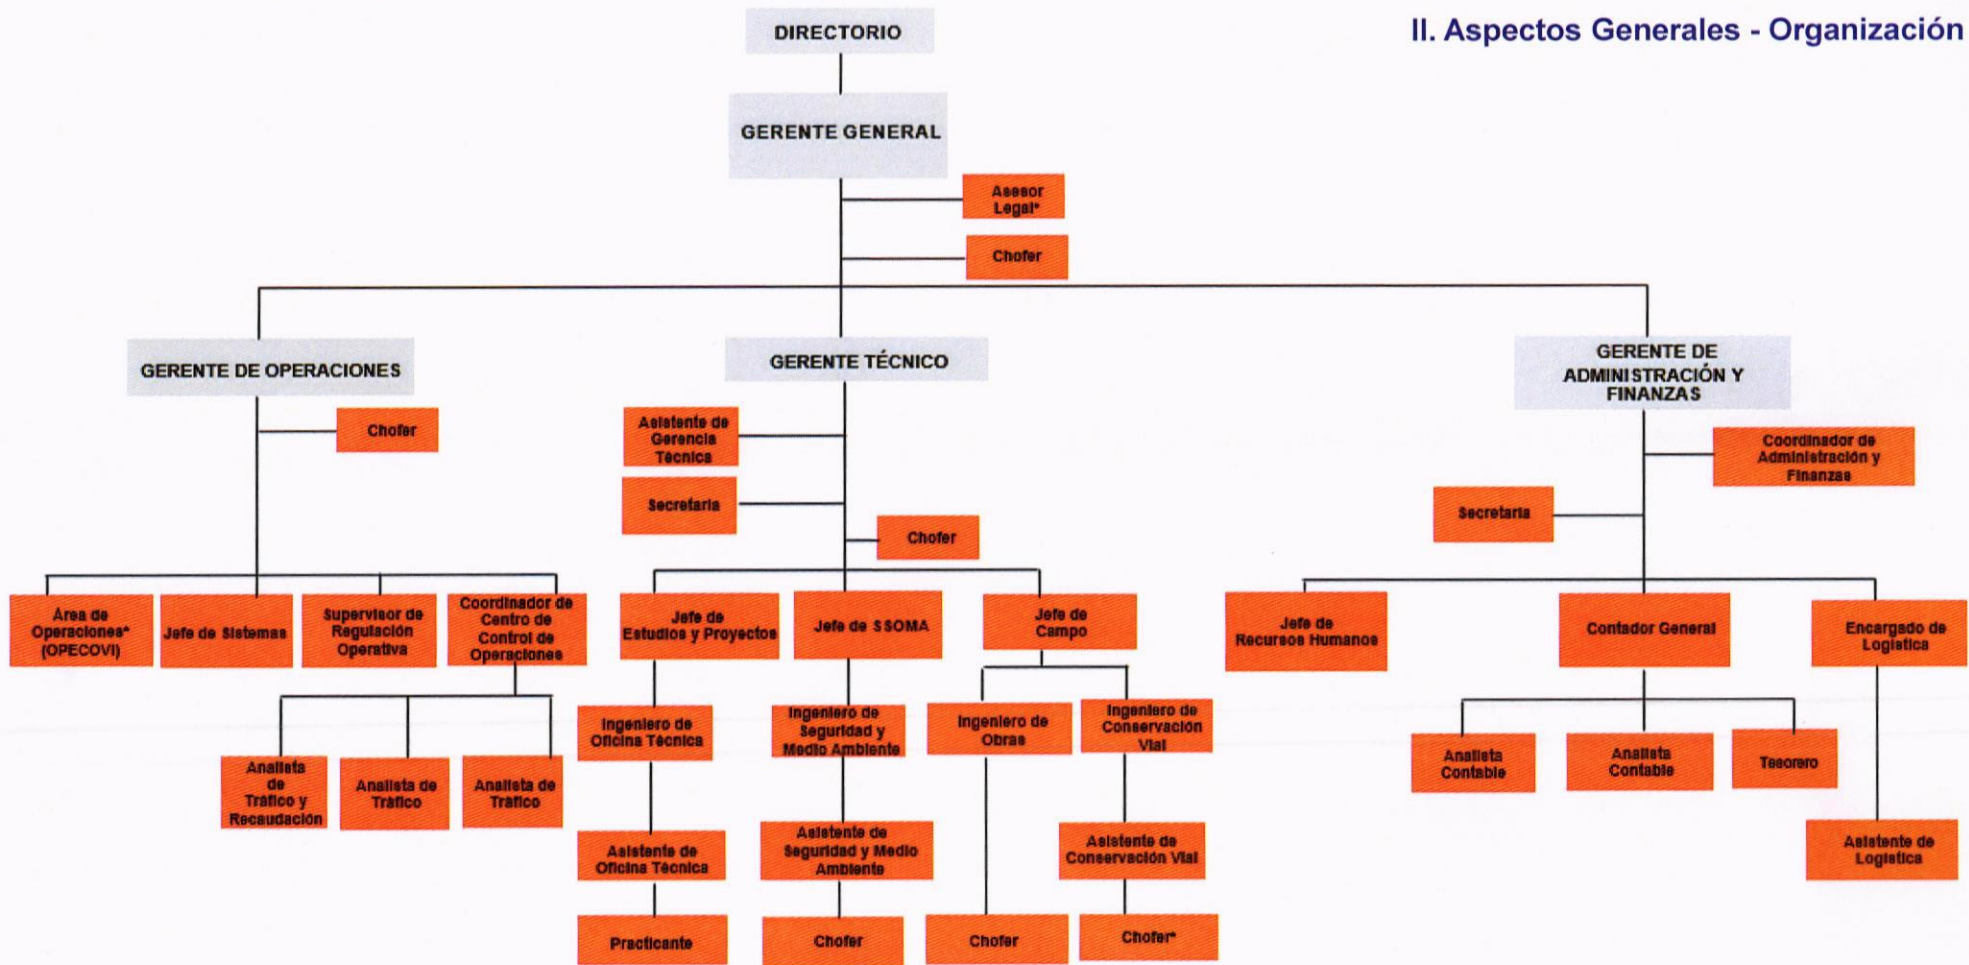 II. Aspectos Generales - Organización
DIRECTORIO
GERENTE GENERAL
Asesor
Legal*
Chofer
GERENTE DE OPERACIONES
GERENTE TÉCNICO
GERENTE DE
ADMINISTRACIÓN Y
FINANZAS
Chofer
Asistente de
Gerencia
Técnica
Secretaria
Chofer
Coordinador de
Administración y
Finanzas
Secretaria
Área de
Operaciones*
(OPECOVI)
Jefe de Sistemas
Supervisor de
Regulación
Operativa
Coordinador de
Centro de
Control de
Operaciones
Jefe de
Estudios y Proyectos
Jefe de SSOMA
Jefe de
Campo
Jefe de
Recursos Humanos
Contador General
Encargado de
Logística
Analista
de
Tráfico y
Recaudación
Analista de
Tráfico
Analista de
Tráfico
Ingeniero de
Oficina Técnica
Ingeniero de
Seguridad y
Medio Ambiente
Ingeniero de
Obras
Ingeniero de
Conservación
Vial
Analista
Contable
Analista
Contable
Tesorero
Asistente de
Oficina Técnica
Asistente de
Seguridad y Medio
Ambiente
Asistente de
Conservación Vial
Asistente de
Logística
Practicante
Chofer
Chofer
Chofer*